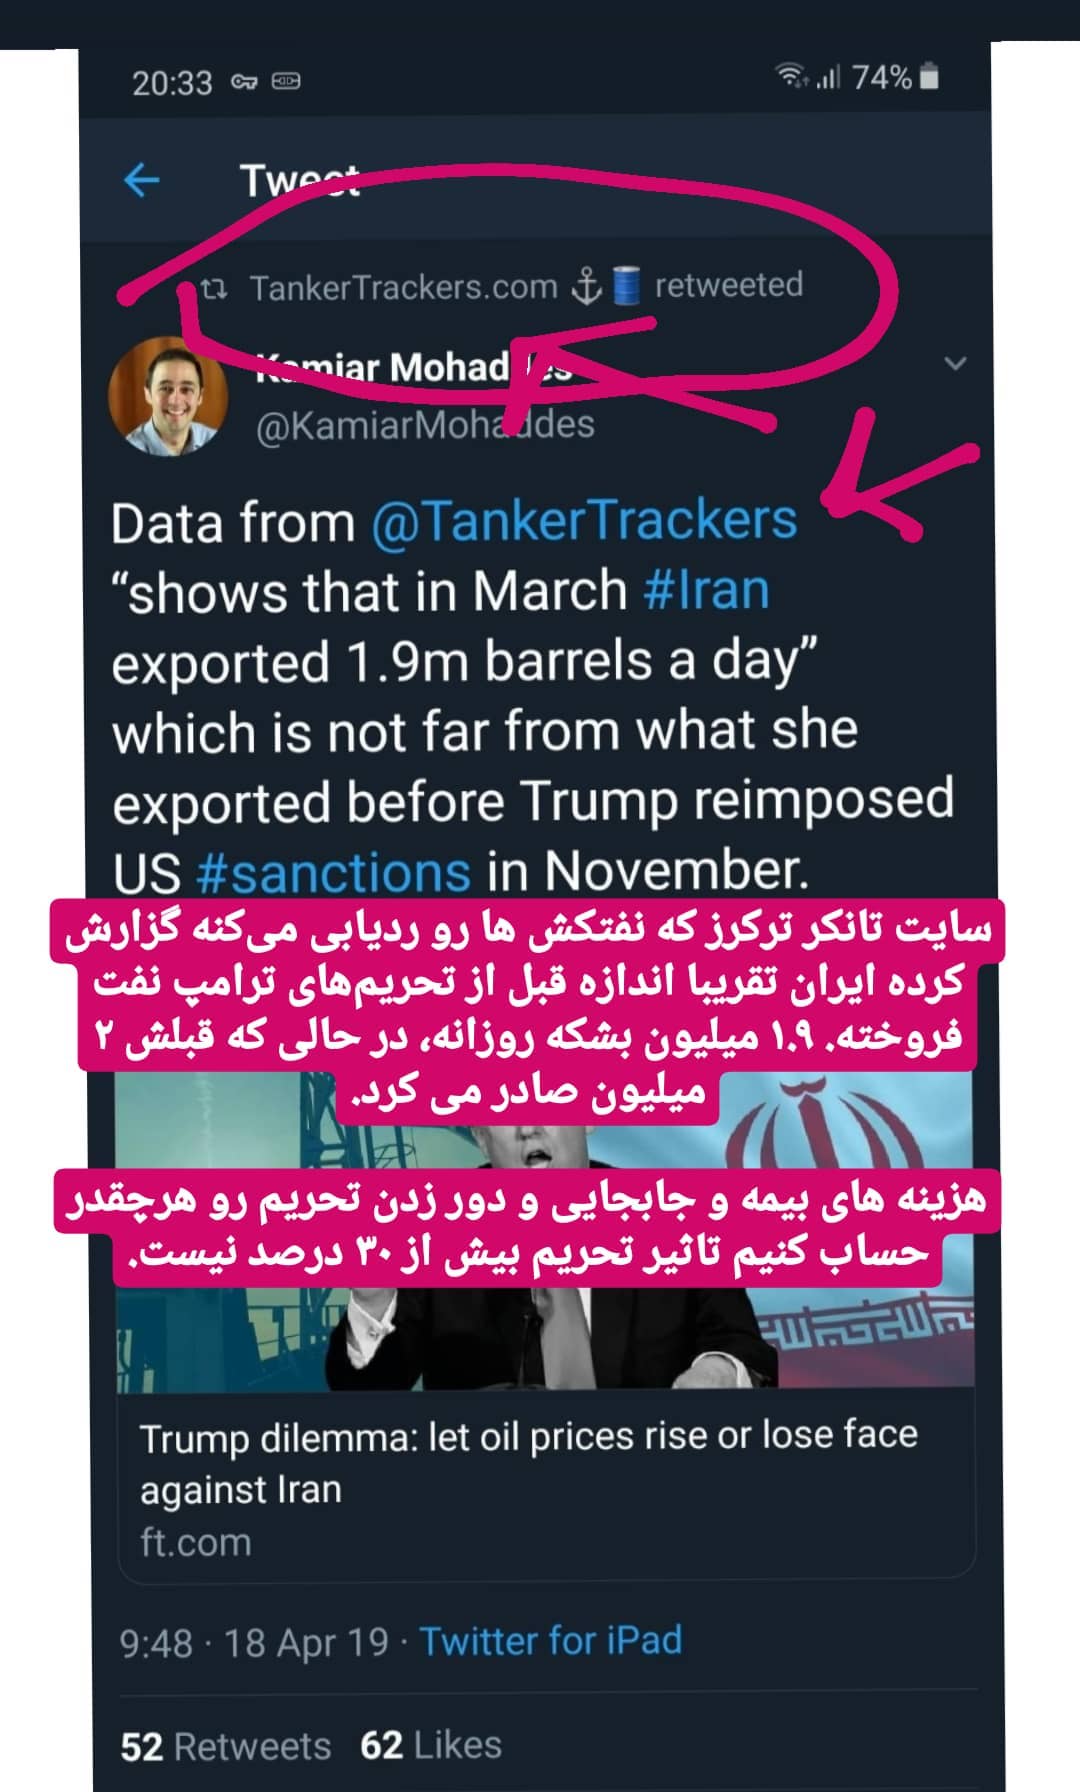 20:33
74%
Tweet
TankerTrackers.com ⚓🛢 retweeted
Kamiar Mohaddes
@KamiarMohaddes
Data from @TankerTrackers
“shows that in March #Iran
exported 1.9m barrels a day”
which is not far from what she
exported before Trump reimposed
US #sanctions in November.
سایت تانکر ترکرز که نفتکش ها رو ردیابی می‌کنه گزارش
کرده ایران تقریبا اندازه قبل از تحریم‌های ترامپ نفت
فروخته. ۱.۹ میلیون بشکه روزانه، در حالی که قبلش ۲
میلیون صادر می کرد.
هزینه های بیمه و جابجایی و دور زدن تحریم رو هرچقدر
حساب کنیم تاثیر تحریم بیش از ۳۰ درصد نیست.
Trump dilemma: let oil prices rise or lose face
against Iran
ft.com
9:48 · 18 Apr 19 · Twitter for iPad
52 Retweets 62 Likes